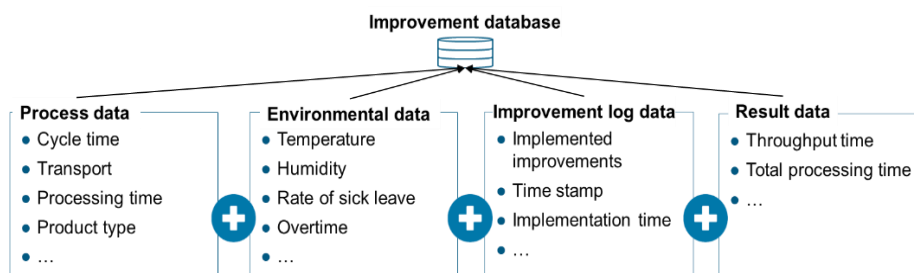 Improvement database
Process data
• Cycle time
• Transport
• Processing time
• Product type
• ...
Environmental data
• Temperature
• Humidity
• Rate of sick leave
• Overtime
• ...
Improvement log data
• Implemented
improvements
• Time stamp
• Implementation time
• ...
Result data
• Throughput time
• Total processing time
• ...